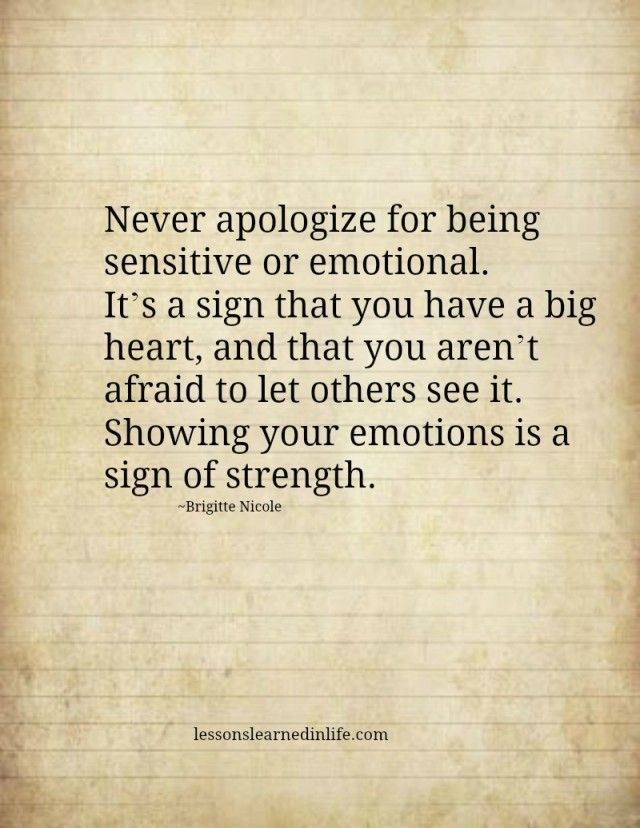 Never apologize for being
sensitive or emotional.
It’s a sign that you have a big
heart, and that you aren’t
afraid to let others see it.
Showing your emotions is a
sign of strength.
~Brigitte Nicole
lessonslearnedinlife.com